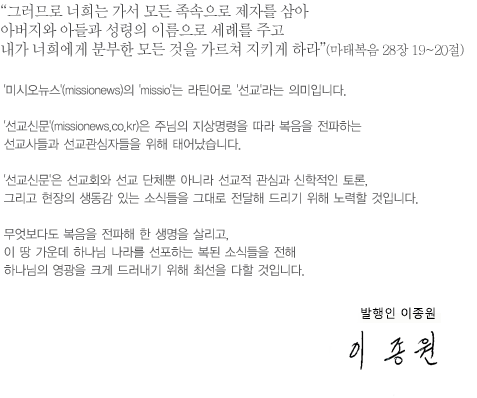 “그러므로 너희는 가서 모든 족속으로 제자를 삼아
아버지와 아들과 성령의 이름으로 세례를 주고
내가 너희에게 분부한 모든 것을 가르쳐 지키게 하라”(마태복음 28장 19~20절)
'미시오뉴스'(missionews)의 'missio'는 라틴어로 '선교'라는 의미입니다.
'선교신문'(missionews.co.kr)은 주님의 지상명령을 따라 복음을 전파하는
선교사들과 선교관심자들을 위해 태어났습니다.
'선교신문'은 선교회와 선교 단체뿐 아니라 선교적 관심과 신학적인 토론,
그리고 현장의 생동감 있는 소식들을 그대로 전달해 드리기 위해 노력할 것입니다.
무엇보다도 복음을 전파해 한 생명을 살리고,
이 땅 가운데 하나님 나라를 선포하는 복된 소식들을 전해
하나님의 영광을 크게 드러내기 위해 최선을 다할 것입니다.
발행인 이종원
이 종 원